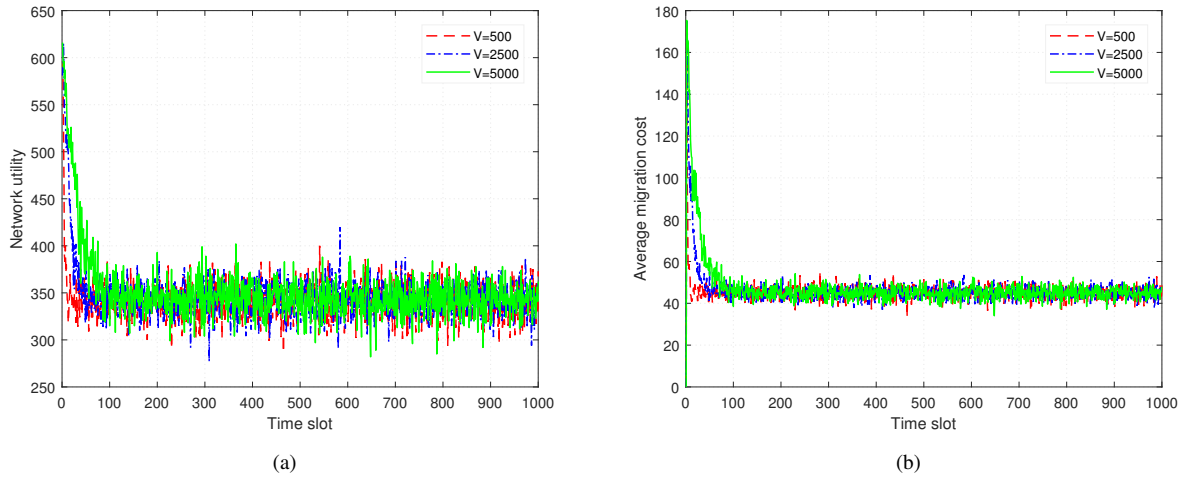 650
600
550
500
450
400
350
300
250
Network utility
V=500
V=2500
V=5000
0 100 200 300 400 500 600 700 800 900 1000
Time slot
(a)
180
160
140
120
100
80
60
40
20
0
Average migration cost
V=500
V=2500
V=5000
0 100 200 300 400 500 600 700 800 900 1000
Time slot
(b)